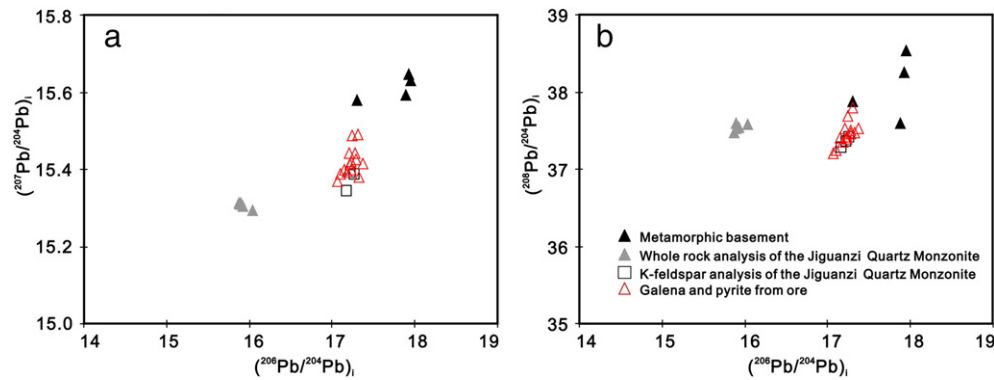 a
15.8
15.6
15.4
15.2
15.0
14 15 16 17 18 19
(²⁰⁷Pb/²⁰⁴Pb)ᵢ
(²⁰⁶Pb/²⁰⁴Pb)ᵢ
b
39
38
37
36
35
14 15 16 17 18 19
(²⁰⁸Pb/²⁰⁴Pb)ᵢ
(²⁰⁶Pb/²⁰⁴Pb)ᵢ
Metamorphic basement
Whole rock analysis of the Jiguanzi Quartz Monzonite
K-feldspar analysis of the Jiguanzi Quartz Monzonite
Galena and pyrite from ore